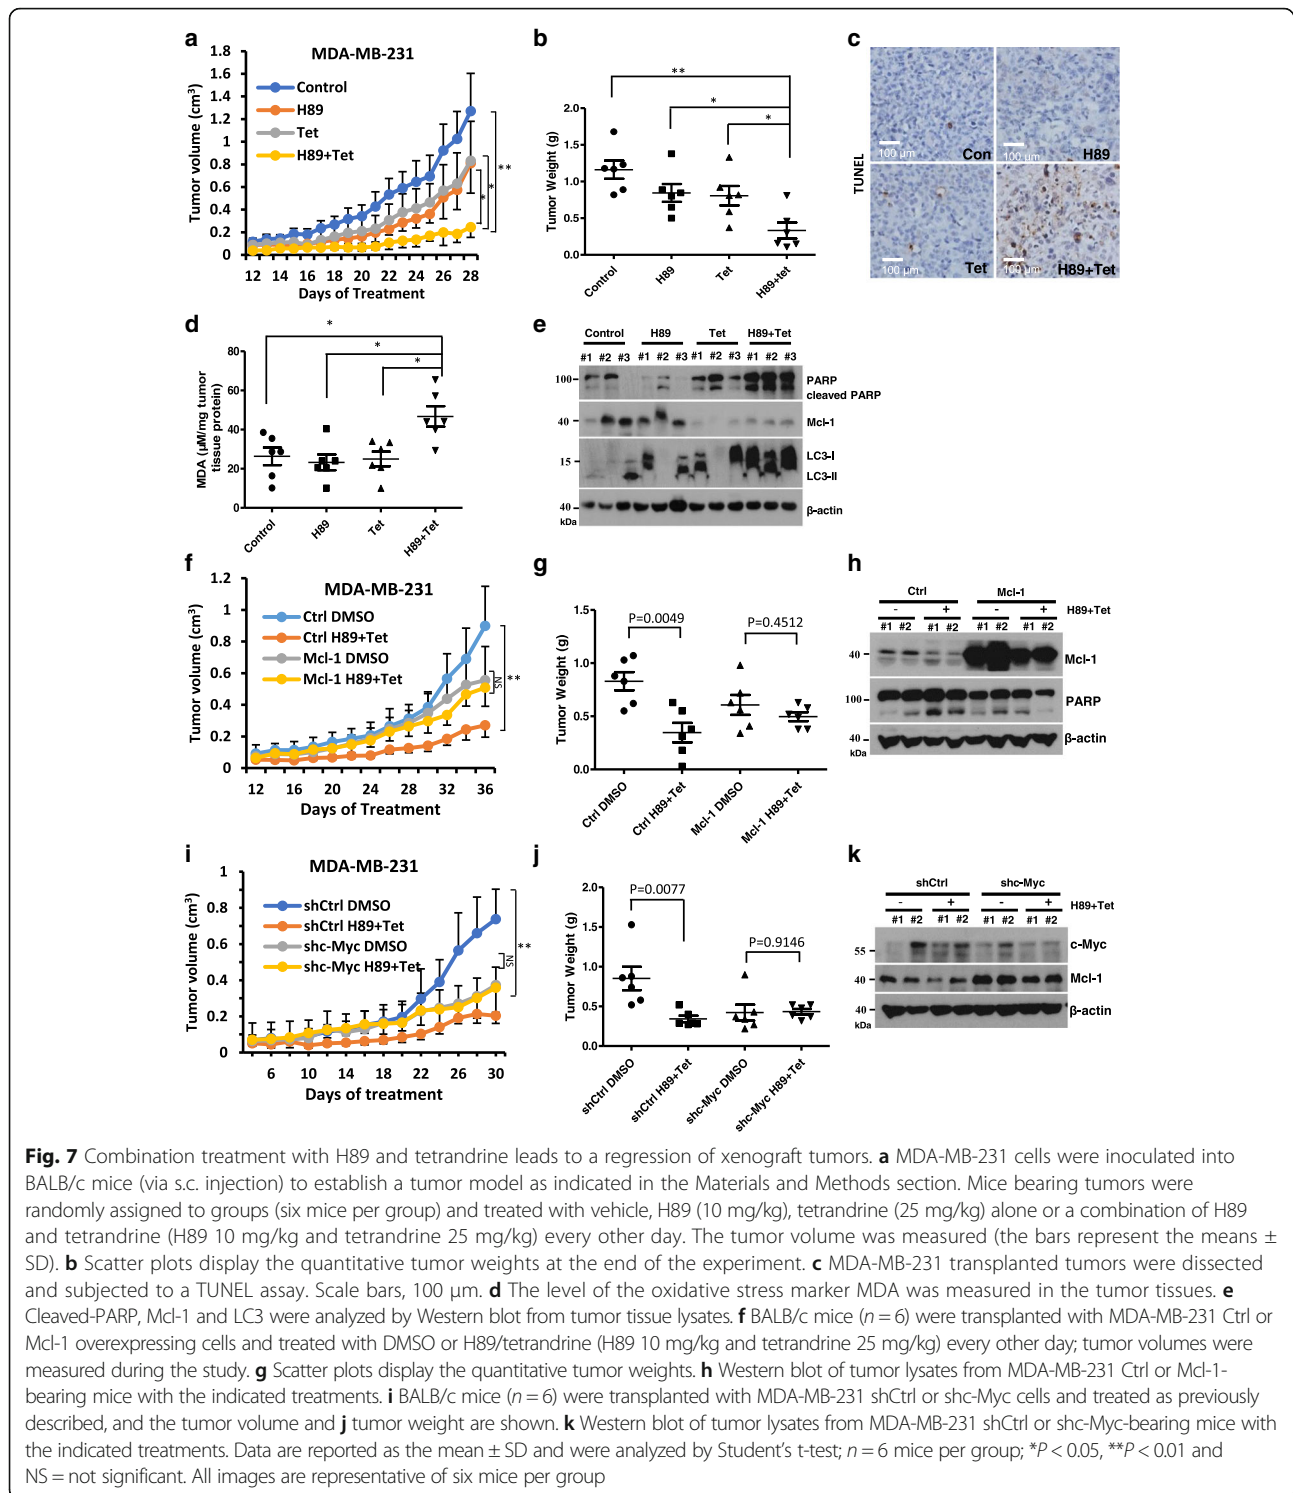 a
MDA-MB-231
Tumor volume (cm³)
1.8
1.6
1.4
1.2
1
0.8
0.6
0.4
0.2
0
Control
H89
Tet
H89+Tet
*
*
**
12 14 16 18 20 22 24 26 28
Days of Treatment
b
**
*
*
Tumor Weight (g)
2.0
1.5
1.0
0.5
0.0
Control
H89
Tet
H89+tet
c
TUNEL
100 μm
Con
100 μm
H89
100 μm
Tet
100 μm
H89+Tet
d
*
*
*
MDA (μM/mg tumor
tissue protein)
80
60
40
20
0
Control
H89
Tet
H89+Tet
e
Control H89 Tet H89+Tet
#1 #2 #3 #1 #2 #3 #1 #2 #3 #1 #2 #3
100
PARP
cleaved PARP
40
Mcl-1
15
LC3-I
LC3-II
40
kDa
β-actin
f
MDA-MB-231
Tumor volume (cm³)
1.2
1
0.8
0.6
0.4
0.2
0
Ctrl DMSO
Ctrl H89+Tet
Mcl-1 DMSO
Mcl-1 H89+Tet
NS
**
12 16 20 24 28 32 36
Days of Treatment
g
P=0.0049
P=0.4512
Tumor Weight (g)
1.5
1.0
0.5
0.0
Ctrl DMSO
Ctrl H89+Tet
Mcl-1 DMSO
Mcl-1 H89+Tet
h
Ctrl Mcl-1
- + - + H89+Tet
#1 #2 #1 #2 #1 #2 #1 #2
40
Mcl-1
100
PARP
40
kDa
β-actin
i
MDA-MB-231
Tumor volume (cm³)
1
0.8
0.6
0.4
0.2
0
shCtrl DMSO
shCtrl H89+Tet
shc-Myc DMSO
shc-Myc H89+Tet
NS
**
6 10 14 18 22 26 30
Days of treatment
j
P=0.0077
P=0.9146
Tumor Weight (g)
2.0
1.5
1.0
0.5
0.0
shCtrl DMSO
shCtrl H89+Tet
shc-Myc DMSO
shc-Myc H89+Tet
k
shCtrl shc-Myc
- + - + H89+Tet
#1 #2 #1 #2 #1 #2 #1 #2
55
c-Myc
40
Mcl-1
40
kDa
β-actin
Fig. 7 Combination treatment with H89 and tetrandrine leads to a regression of xenograft tumors. a MDA-MB-231 cells were inoculated into
BALB/c mice (via s.c. injection) to establish a tumor model as indicated in the Materials and Methods section. Mice bearing tumors were
randomly assigned to groups (six mice per group) and treated with vehicle, H89 (10 mg/kg), tetrandrine (25 mg/kg) alone or a combination of H89
and tetrandrine (H89 10 mg/kg and tetrandrine 25 mg/kg) every other day. The tumor volume was measured (the bars represent the means ±
SD). b Scatter plots display the quantitative tumor weights at the end of the experiment. c MDA-MB-231 transplanted tumors were dissected
and subjected to a TUNEL assay. Scale bars, 100 μm. d The level of the oxidative stress marker MDA was measured in the tumor tissues. e
Cleaved-PARP, Mcl-1 and LC3 were analyzed by Western blot from tumor tissue lysates. f BALB/c mice (n = 6) were transplanted with MDA-MB-231 Ctrl or
Mcl-1 overexpressing cells and treated with DMSO or H89/tetrandrine (H89 10 mg/kg and tetrandrine 25 mg/kg) every other day; tumor volumes were
measured during the study. g Scatter plots display the quantitative tumor weights. h Western blot of tumor lysates from MDA-MB-231 Ctrl or Mcl-1-
bearing mice with the indicated treatments. i BALB/c mice (n = 6) were transplanted with MDA-MB-231 shCtrl or shc-Myc cells and treated as previously
described, and the tumor volume and j tumor weight are shown. k Western blot of tumor lysates from MDA-MB-231 shCtrl or shc-Myc-bearing mice with
the indicated treatments. Data are reported as the mean ± SD and were analyzed by Student's t-test; n = 6 mice per group; *P < 0.05, **P < 0.01 and
NS = not significant. All images are representative of six mice per group